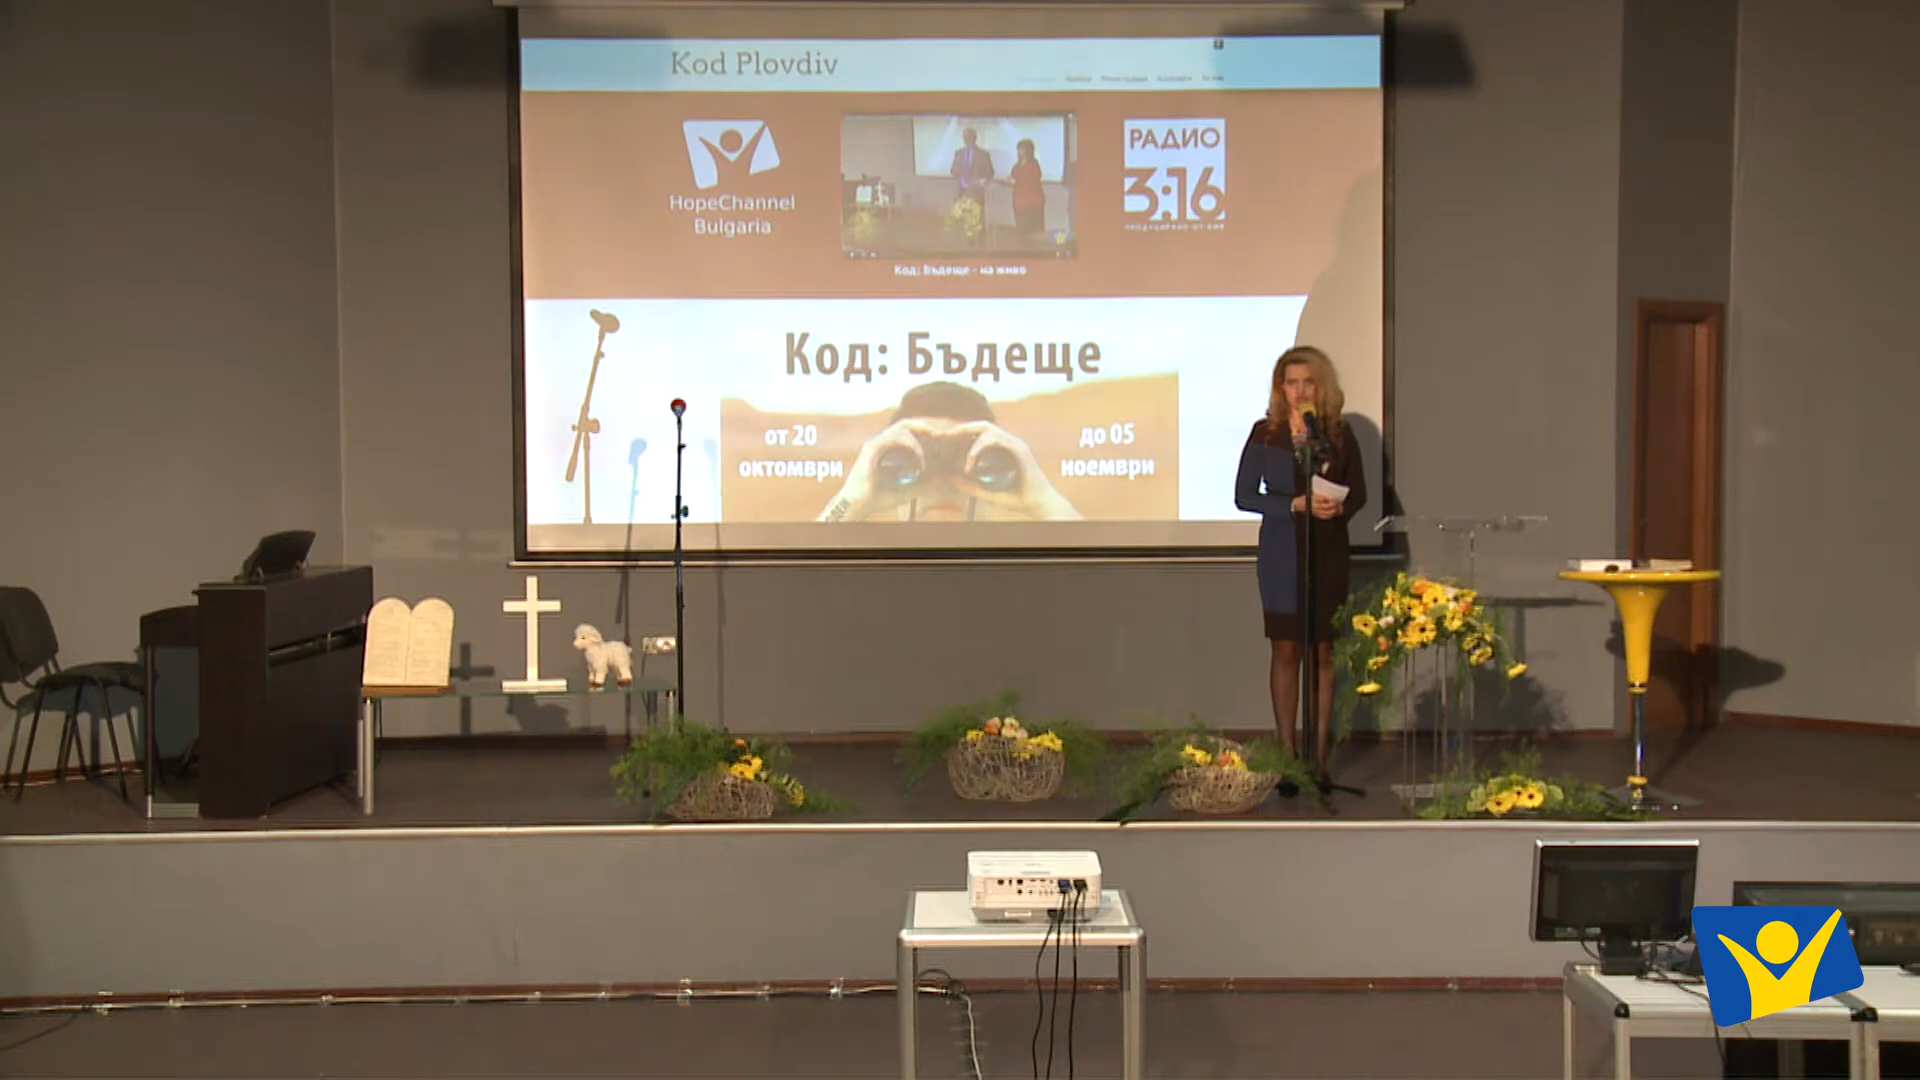 Kod Plovdiv
HopeChannel
Bulgaria
РАДИО
3:16
Код: Бъдеще - на живо
Код: Бъдеще
от 20
октомври
до 05
ноември